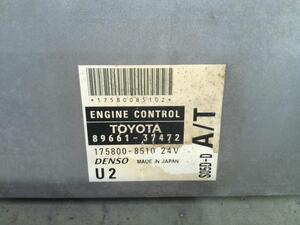 *175800851O2*
ENGINE CONTROL
TOYOTA
89661-37472
175800-8510 24V
DENSO MADE IN JAPAN
U2
S05D-D A/T